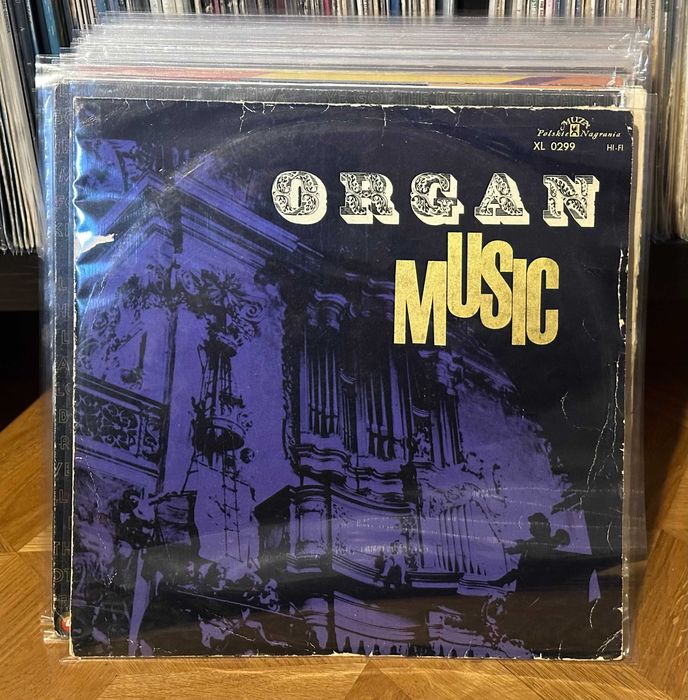 MUZA
Polskie Nagrania
XL 0299 HI-FI
ORGAN
MUSIC